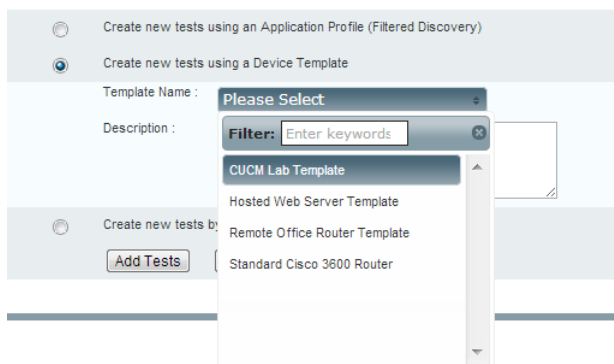 Create new tests using an Application Profile (Filtered Discovery)
Create new tests using a Device Template
Template Name :
Please Select
Description :
Filter: Enter keywords
CUCM Lab Template
Hosted Web Server Template
Remote Office Router Template
Standard Cisco 3600 Router
Create new tests by
Add Tests